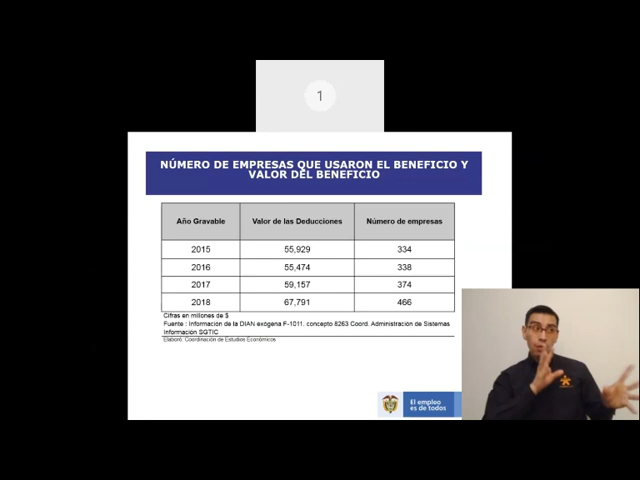 1
NÚMERO DE EMPRESAS QUE USARON EL BENEFICIO Y
VALOR DEL BENEFICIO
Año Gravable Valor de las Deducciones Número de empresas
2015 55,929 334
2016 55,474 338
2017 59,157 374
2018 67,791 466
Cifras en millones de $
Fuente : Información de la DIAN exógena F-1011. concepto 8263 Coord. Administración de Sistemas
Información SGTIC
Elaboró: Coordinación de Estudios Económicos
El empleo
es de todos